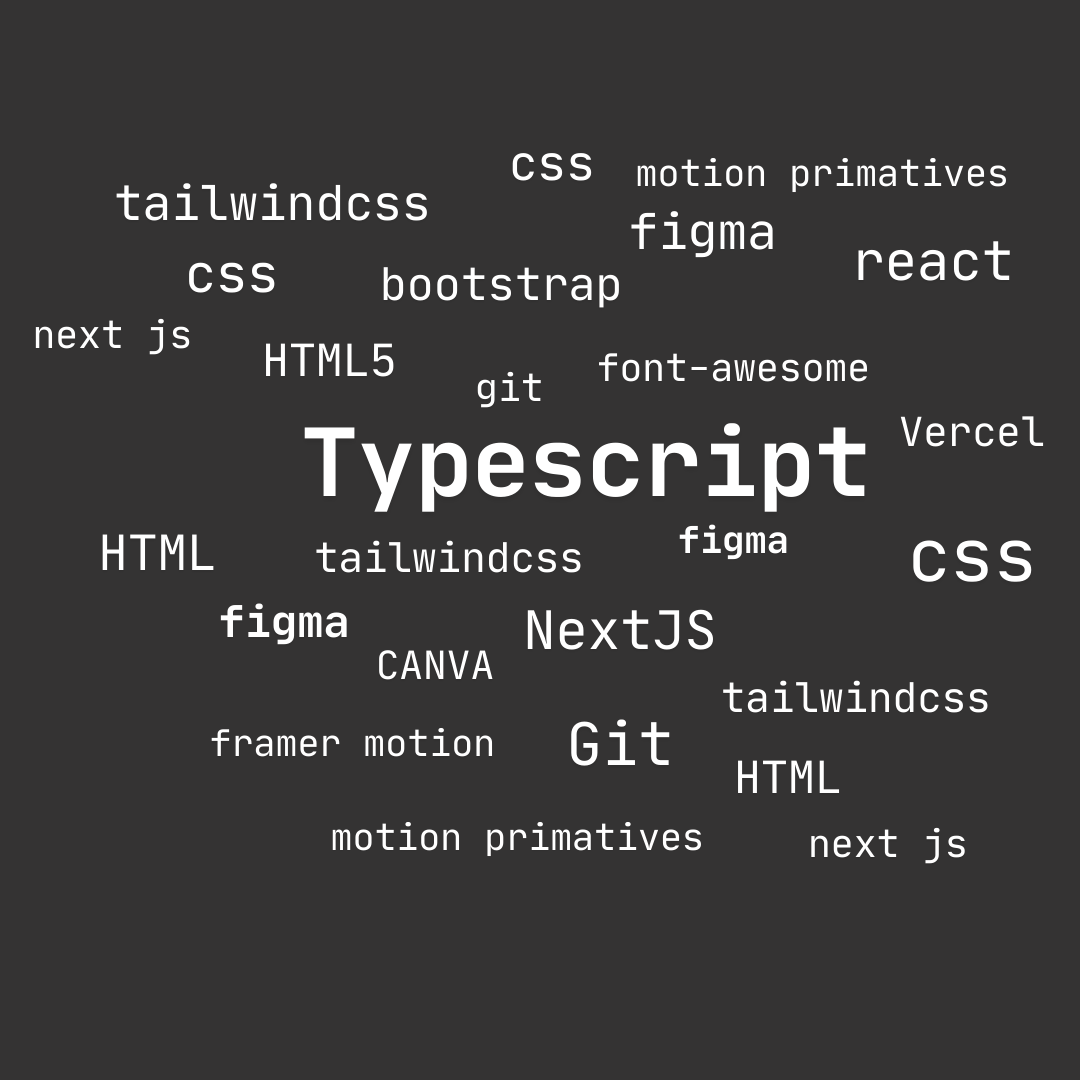 css motion primatives
tailwindcss
figma
react
css bootstrap
next js
HTML5
git font-awesome
Typescript Vercel
HTML tailwindcss figma css
figma NextJS
CANVA
tailwindcss
framer motion Git
HTML
motion primatives next js